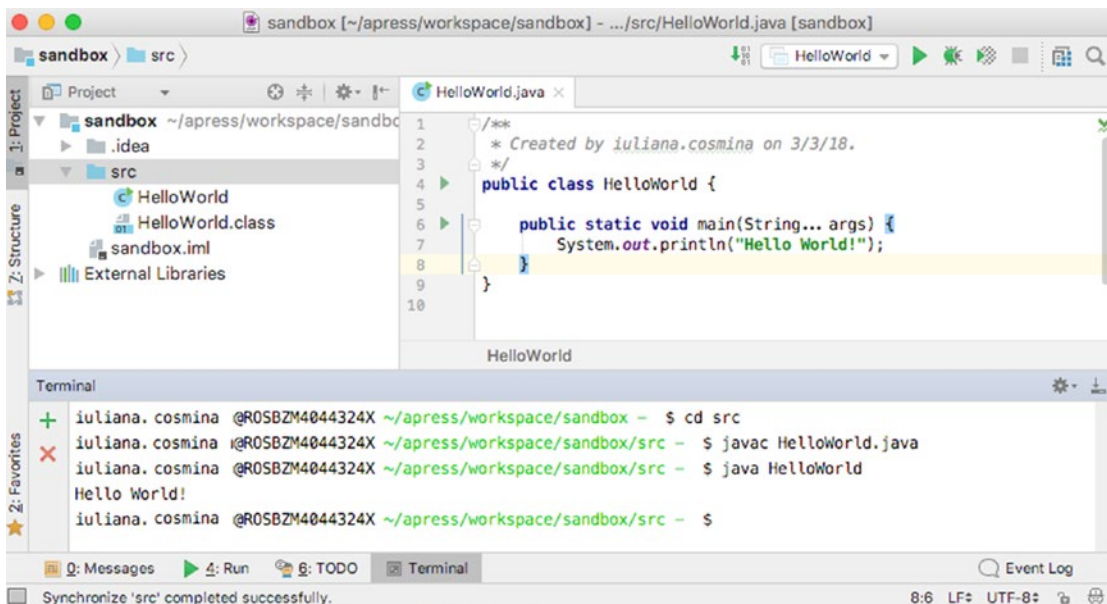 sandbox [~/apress/workspace/sandbox] - .../src/HelloWorld.java [sandbox]
sandbox src HelloWorld
1: Project
Project
sandbox ~/apress/workspace/sandbo
.idea
src
HelloWorld
HelloWorld.class
sandbox.iml
External Libraries
7: Structure
HelloWorld.java
1 /**
2 * Created by iuliana.cosmina on 3/3/18.
3 */
4 public class HelloWorld {
5
6 public static void main(String... args) {
7 System.out.println("Hello World!");
8 }
9 }
10
HelloWorld
Terminal
iuliana.cosmina @ROSBZM4044324X ~/apress/workspace/sandbox - $ cd src
iuliana.cosmina @ROSBZM4044324X ~/apress/workspace/sandbox/src - $ javac HelloWorld.java
iuliana.cosmina @ROSBZM4044324X ~/apress/workspace/sandbox/src - $ java HelloWorld
Hello World!
iuliana.cosmina @ROSBZM4044324X ~/apress/workspace/sandbox/src - $
2: Favorites
0: Messages 4: Run 6: TODO Terminal Event Log
Synchronize 'src' completed successfully. 8:6 LF UTF-8